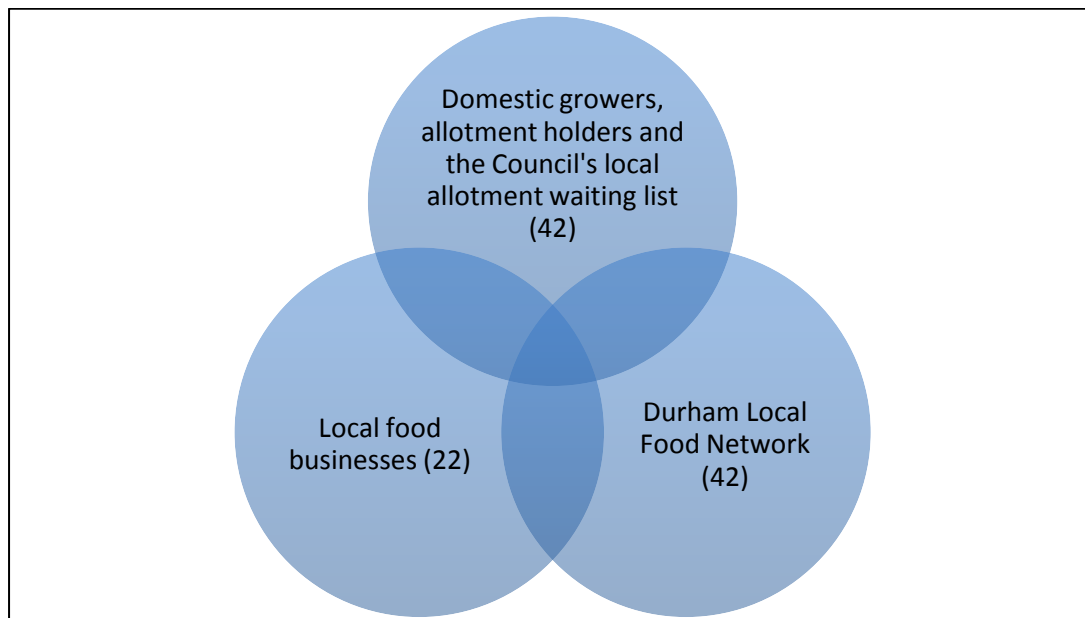 Domestic growers,
allotment holders and
the Council's local
allotment waiting list
(42)
Local food
businesses (22)
Durham Local
Food Network
(42)